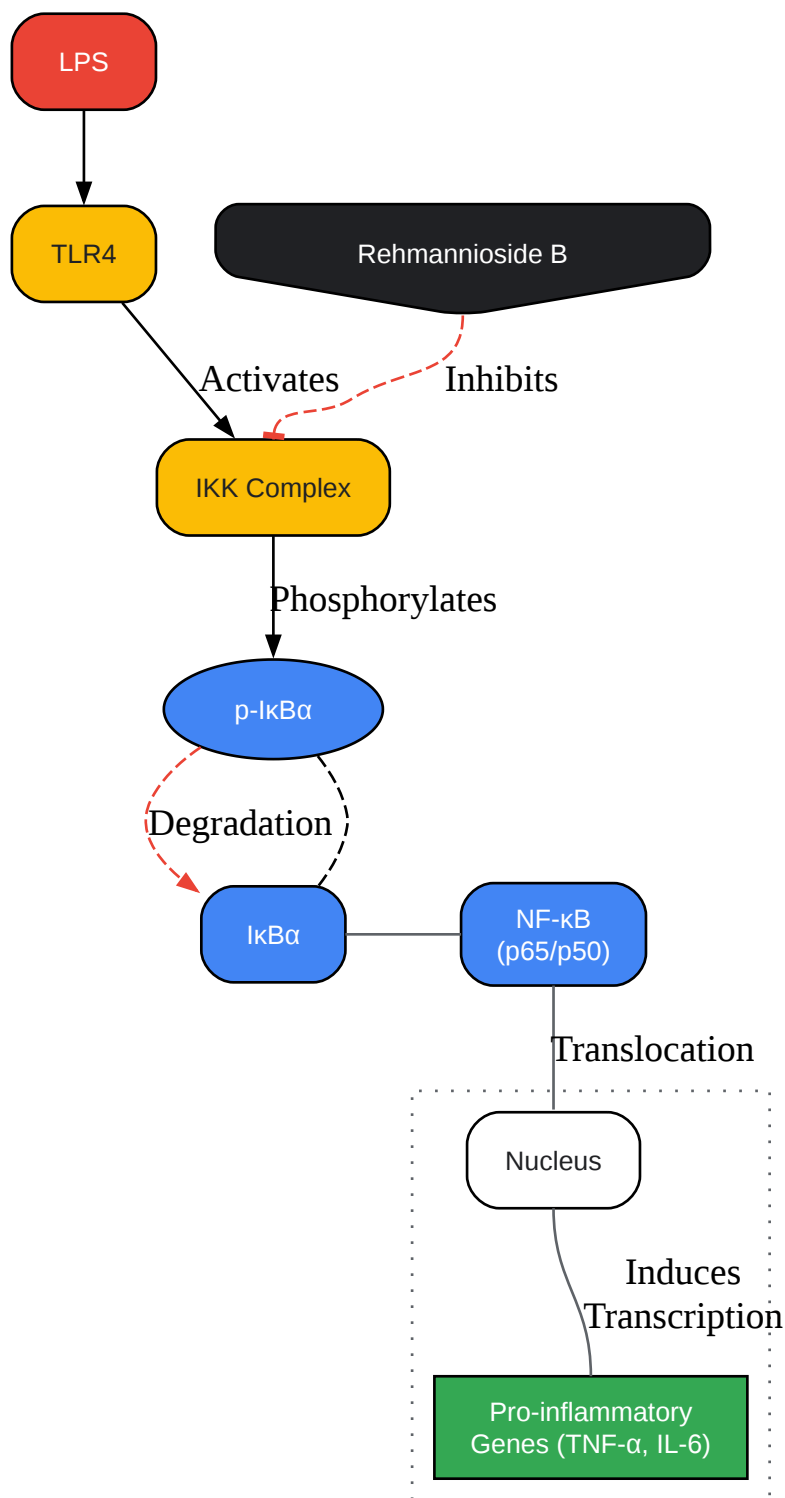 LPS
TLR4
Rehmannioside B
Activates
Inhibits
IKK Complex
Phosphorylates
p-IκBα
Degradation
IκBα
NF-κB
(p65/p50)
Translocation
Nucleus
Induces
Transcription
Pro-inflammatory
Genes (TNF-α, IL-6)